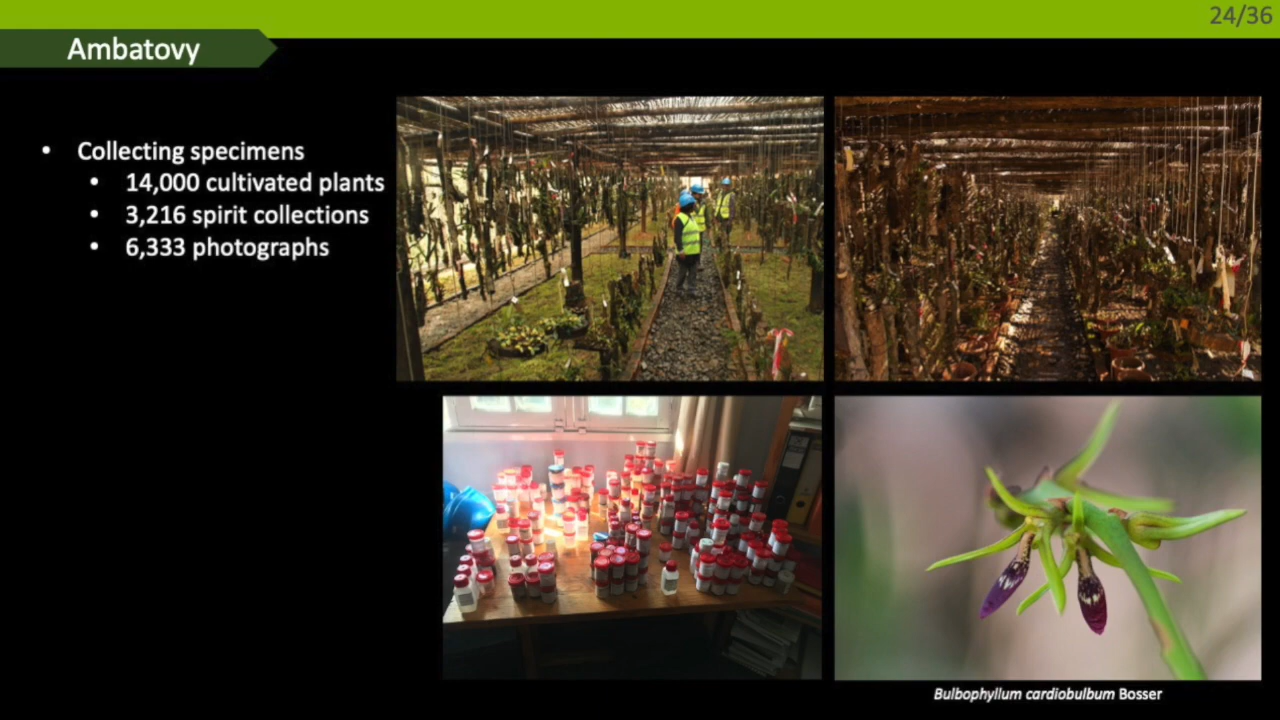 24/36
Ambatovy
• Collecting specimens
• 14,000 cultivated plants
• 3,216 spirit collections
• 6,333 photographs
Bulbophyllum cardiobulbum Bosser